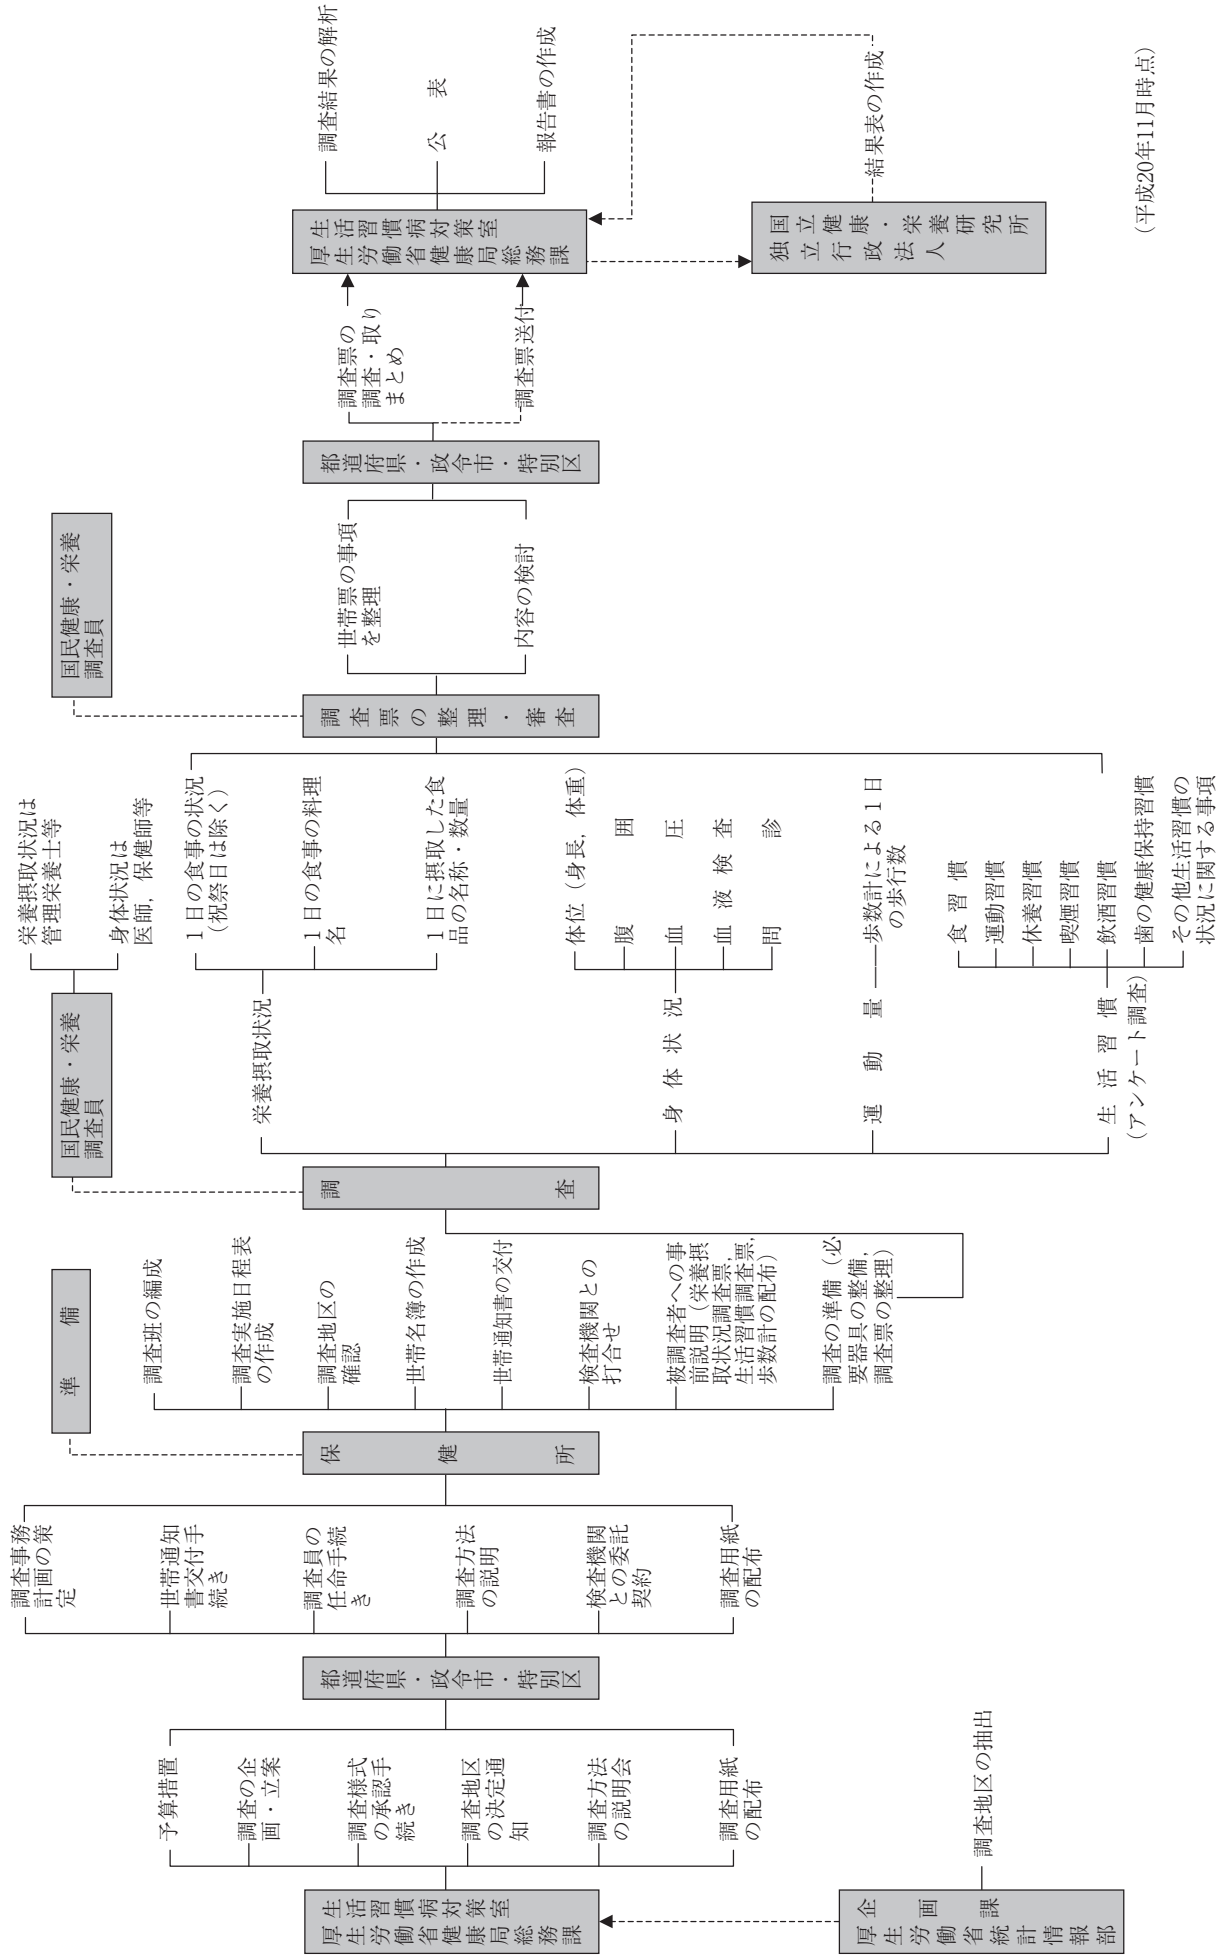 厚生労働省健康局総務課
生活習慣病対策室
厚生労働省統計情報部
企画課
調査地区の抽出
予算措置
調査の企
画・立案
調査様式
の承認手
続き
調査地区
の決定通
知
調査方法
の説明会
調査用紙
の配布
都道府県・政令市・特別区
調査事務
計画の策
定
世帯通知
書交付手
続き
調査員の
任命手続
き
調査方法
の説明
検査機関
との委託
契約
調査用紙
の配布
準備
保健所
調査班の編成
調査実施日程表
の作成
調査地区の
確認
世帯名簿の作成
世帯通知書の交付
検査機関との
打合せ
被調査者への事
前説明（栄養摂
取状況調査票，
生活習慣調査票，
歩数計の配布）
調査の準備（必
要器具の整備，
調査票の整理）
国民健康・栄養
調査員
栄養摂取状況は
管理栄養士等
身体状況は
医師，保健師等
調査
栄養摂取状況
１日の食事の状況
（祝祭日は除く）
１日の食事の料理
名
１日に摂取した食
品の名称・数量
身体状況
体位（身長，体重）
腹囲
血圧
血液検査
問診
運動量
歩数計による１日
の歩行数
生活習慣
（アンケート調査）
食習慣
運動習慣
休養習慣
喫煙習慣
飲酒習慣
歯の健康保持習慣
その他生活習慣の
状況に関する事項
国民健康・栄養
調査員
調査票の整理・審査
世帯票の事項
を整理
内容の検討
都道府県・政令市・特別区
調査票の
調査・取り
まとめ
調査票送付
厚生労働省健康局総務課
生活習慣病対策室
調査結果の解析
公表
報告書の作成
独立行政法人
国立健康・栄養研究所
結果表の作成
（平成20年11月時点）